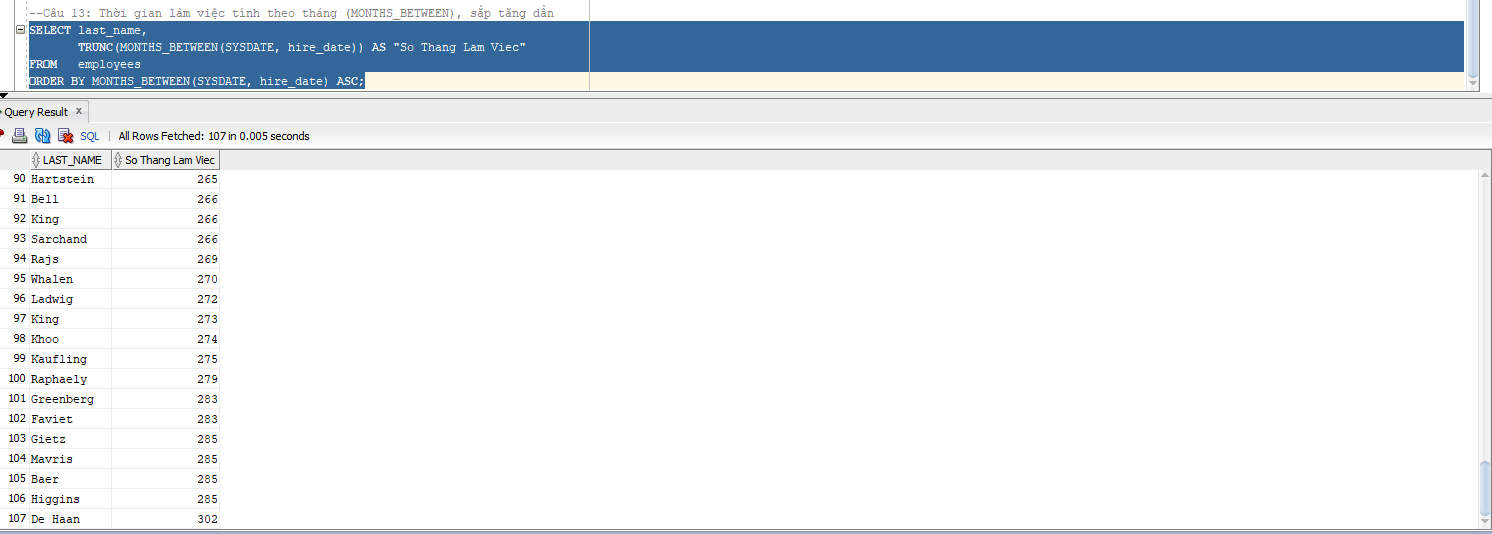 --Câu 13: Thời gian làm việc tính theo tháng (MONTHS_BETWEEN), sắp tăng dần
SELECT last_name,
TRUNC(MONTHS_BETWEEN(SYSDATE, hire_date)) AS "So Thang Lam Viec"
FROM employees
ORDER BY MONTHS_BETWEEN(SYSDATE, hire_date) ASC;
Query Result x
SQL | All Rows Fetched: 107 in 0.005 seconds
LAST_NAME So Thang Lam Viec
90 Hartstein 265
91 Bell 266
92 King 266
93 Sarchand 266
94 Rajs 269
95 Whalen 270
96 Ladwig 272
97 King 273
98 Khoo 274
99 Kaufling 275
100 Raphaely 279
101 Greenberg 283
102 Faviet 283
103 Gietz 285
104 Mavris 285
105 Baer 285
106 Higgins 285
107 De Haan 302